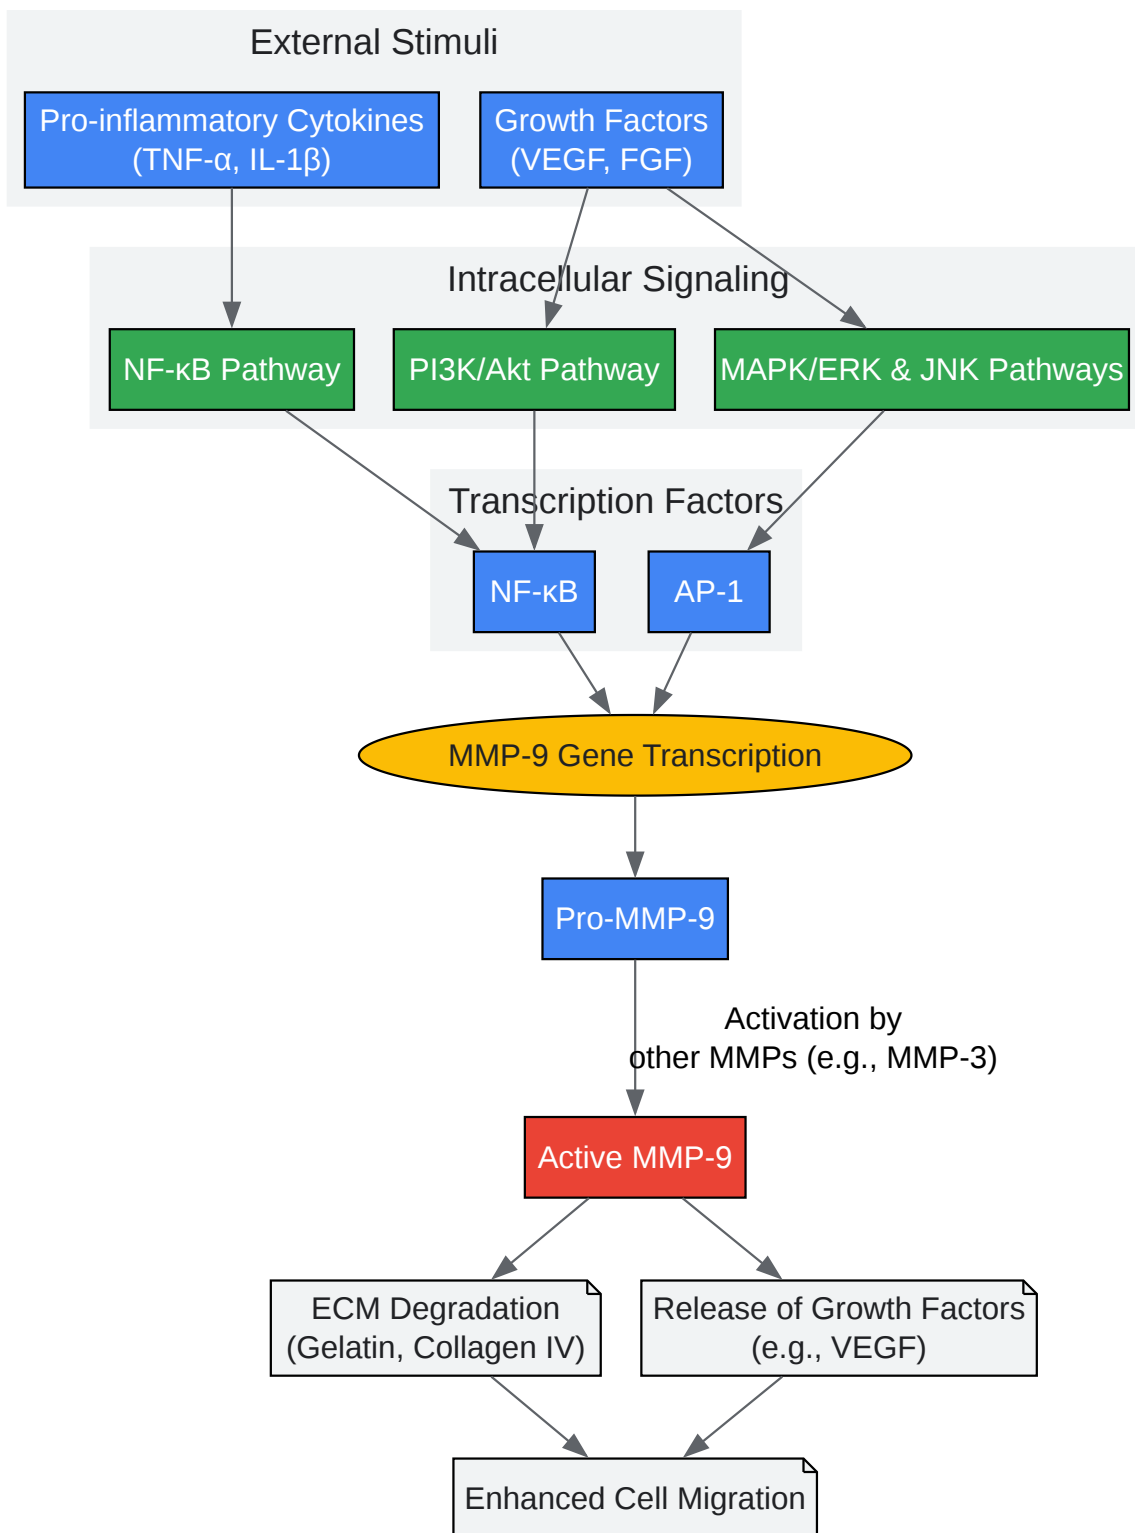 External Stimuli
Pro-inflammatory Cytokines
(TNF-α, IL-1β)
Growth Factors
(VEGF, FGF)
Intracellular Signaling
NF-κB Pathway
PI3K/Akt Pathway
MAPK/ERK & JNK Pathways
Transcription Factors
NF-κB
AP-1
MMP-9 Gene Transcription
Pro-MMP-9
Activation by
other MMPs (e.g., MMP-3)
Active MMP-9
ECM Degradation
(Gelatin, Collagen IV)
Release of Growth Factors
(e.g., VEGF)
Enhanced Cell Migration